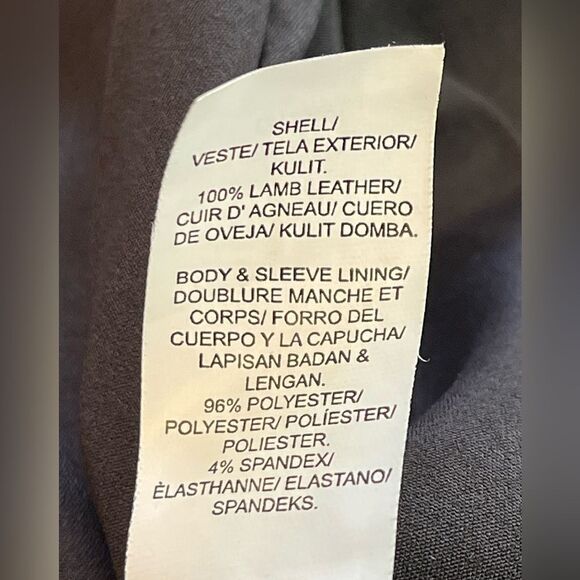 SHELL/
VESTE/ TELA EXTERIOR/
KULIT.
100% LAMB LEATHER/
CUIR D' AGNEAU/ CUERO
DE OVEJA/ KULIT DOMBA.
BODY & SLEEVE LINING/
DOUBLURE MANCHE ET
CORPS/ FORRO DEL
CUERPO Y LA CAPUCHA/
LAPISAN BADAN &
LENGAN.
96% POLYESTER/
POLYESTER/ POLÍESTER/
POLIESTER.
4% SPANDEX/
ÈLASTHANNE/ ELASTANO/
SPANDEKS.